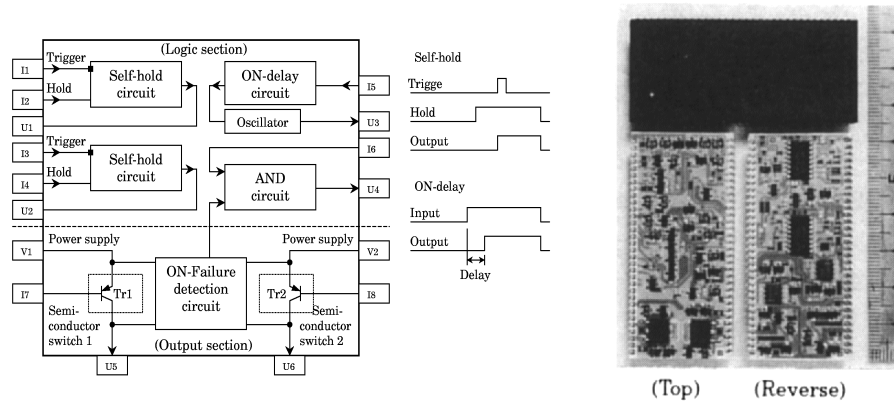 (Logic section)
I1
Trigger
I2
Hold
Self-hold
circuit
U1
I3
Trigger
I4
Hold
Self-hold
circuit
U2
ON-delay
circuit
I5
Oscillator
U3
I6
AND
circuit
U4
Power supply
Power supply
V1
V2
ON-Failure
detection
circuit
Tr1
Tr2
I7
I8
Semi-
conductor
switch 1
Semi-
conductor
switch 2
(Output section)
U5
U6
Self-hold
Trigge
Hold
Output
ON-delay
Input
Output
Delay
(Top)
(Reverse)